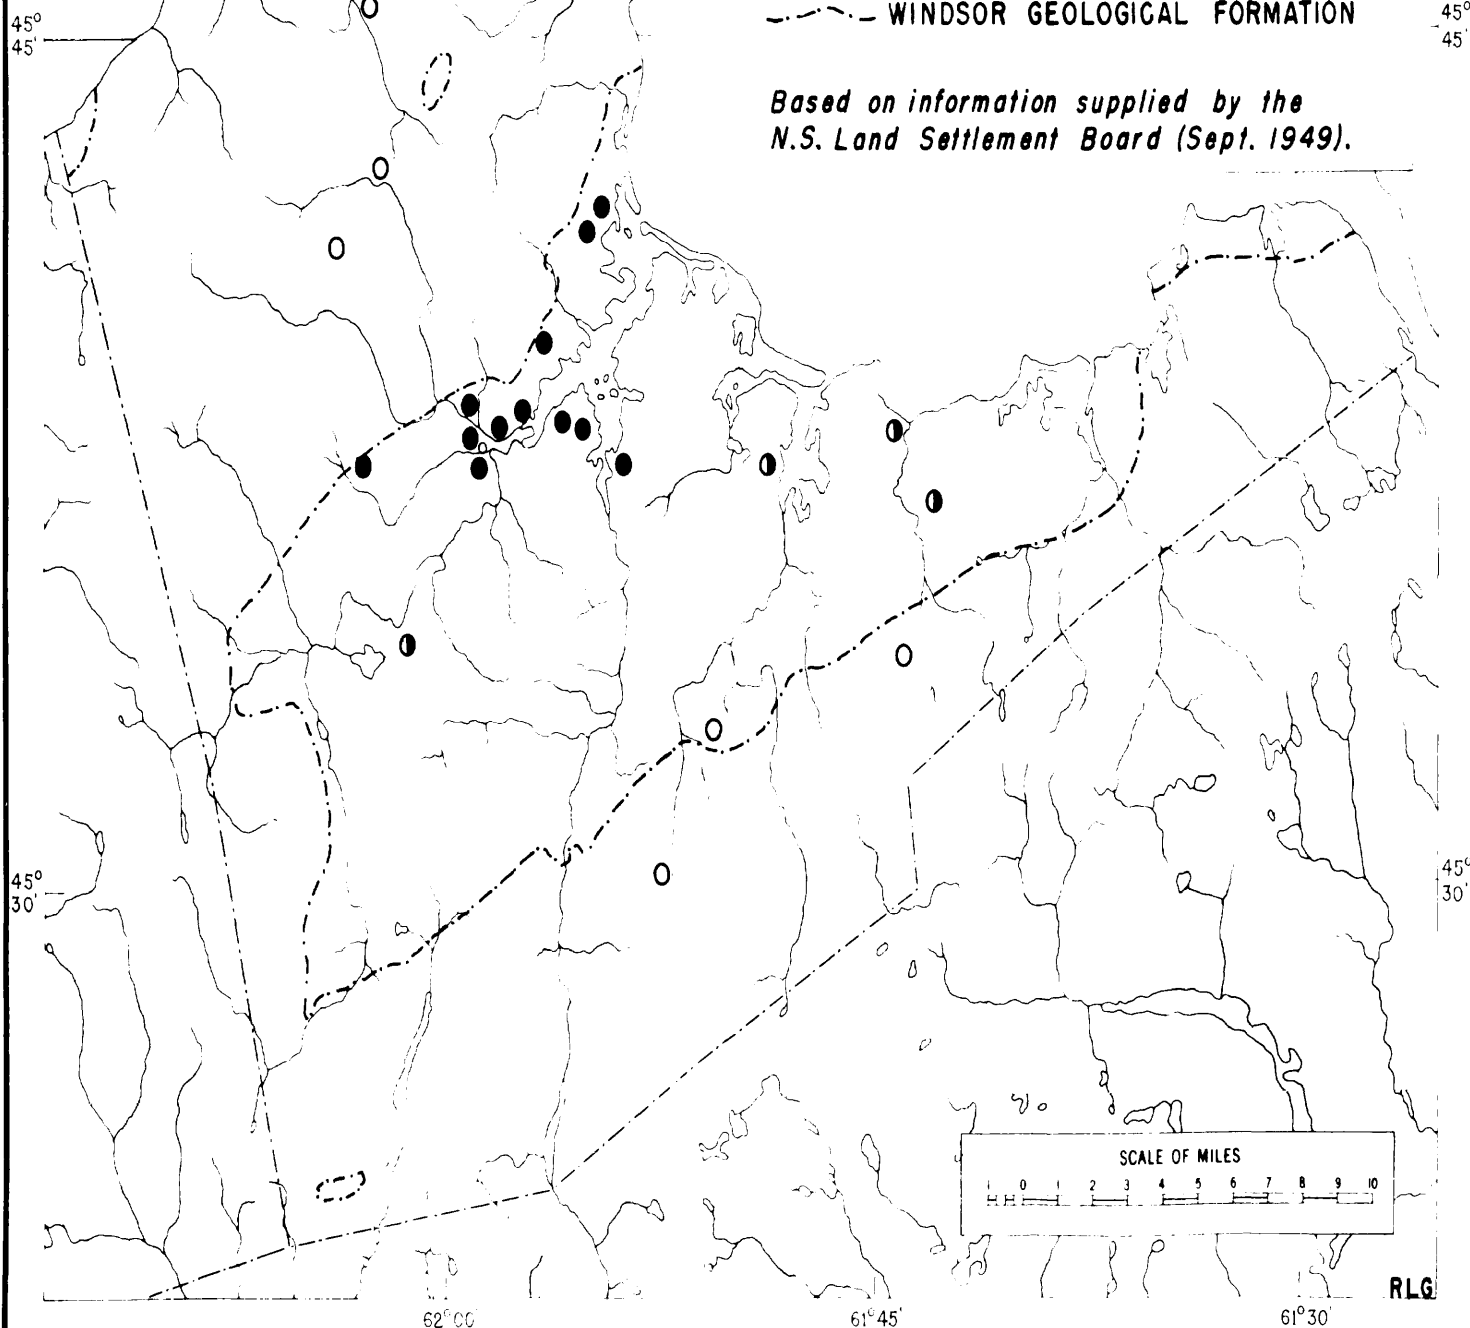 WINDSOR GEOLOGICAL FORMATION
45°
45'
45°
45'
Based on information supplied by the
N.S. Land Settlement Board (Sept. 1949).
45°
30'
45°
30'
SCALE OF MILES
1 0 1 2 3 4 5 6 7 8 9 10
RLG
62°00'
61°45'
61°30'